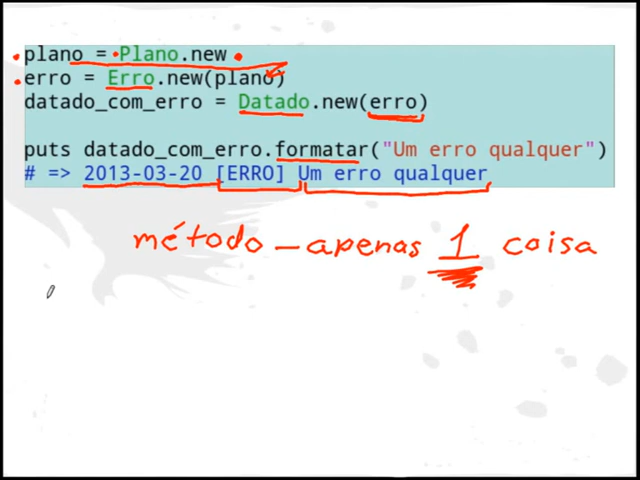 plano = Plano.new
erro = Erro.new(plano)
datado_com_erro = Datado.new(erro)
puts datado_com_erro.formatar("Um erro qualquer")
# => 2013-03-20 [ERRO] Um erro qualquer
método - apenas 1 coisa